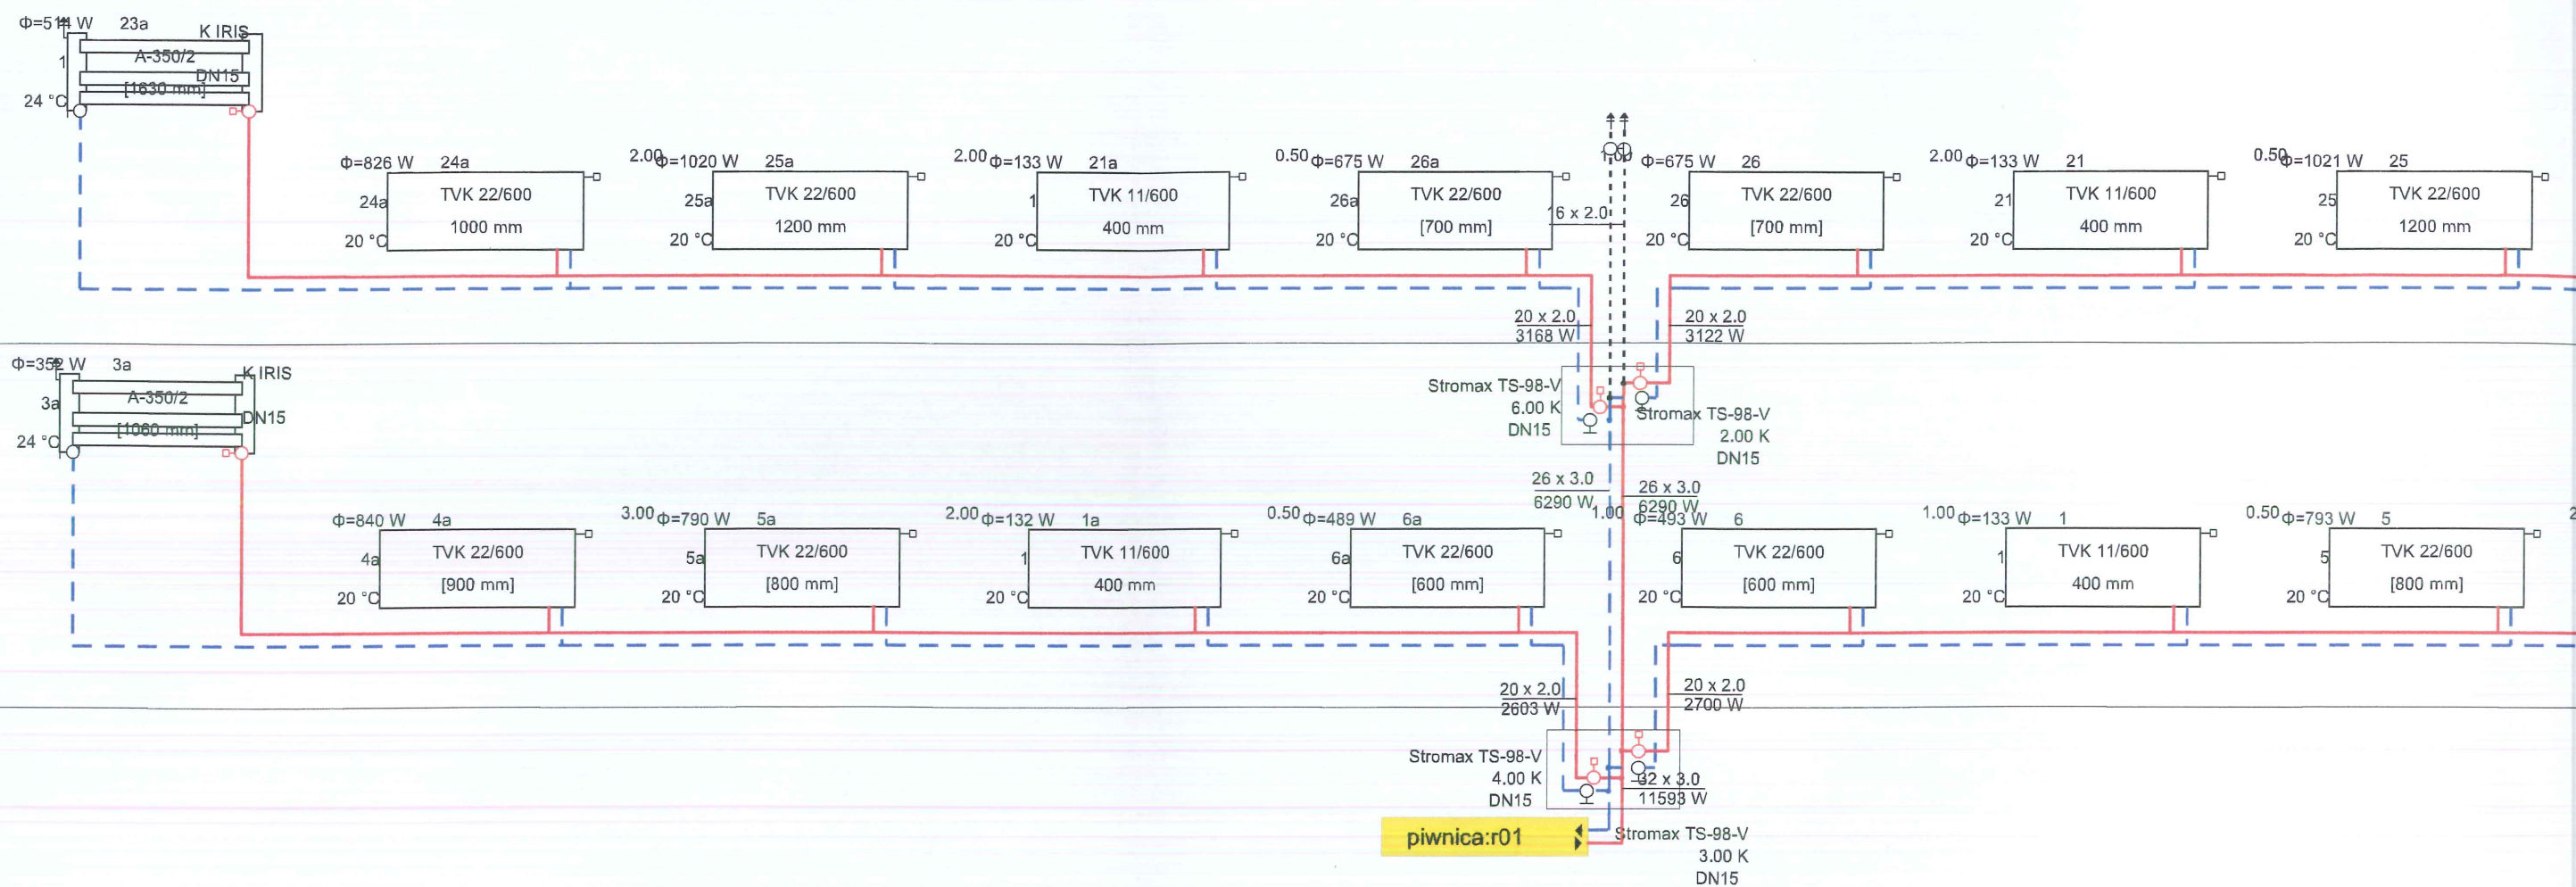 Φ=514 W 23a
K IRIS
A-350/2
1
DN15
[1630 mm]
24 °C
Φ=826 W 24a
24a TVK 22/600
1000 mm
20 °C
2.00
Φ=1020 W 25a
25a TVK 22/600
1200 mm
20 °C
2.00
Φ=133 W 21a
1 TVK 11/600
400 mm
20 °C
0.50
Φ=675 W 26a
26a TVK 22/600
[700 mm]
20 °C
1.00
16 x 2.0
Φ=675 W 26
26 TVK 22/600
[700 mm]
20 °C
2.00
Φ=133 W 21
21 TVK 11/600
400 mm
20 °C
0.50
Φ=1021 W 25
25 TVK 22/600
1200 mm
20 °C
20 x 2.0
3168 W
20 x 2.0
3122 W
Stromax TS-98-V
6.00 K
DN15
Stromax TS-98-V
2.00 K
DN15
Φ=352 W 3a
K IRIS
3a A-350/2
DN15
[1060 mm]
24 °C
26 x 3.0
6290 W
26 x 3.0
6290 W
Φ=840 W 4a
4a TVK 22/600
[900 mm]
20 °C
3.00
Φ=790 W 5a
5a TVK 22/600
[800 mm]
20 °C
2.00
Φ=132 W 1a
1 TVK 11/600
400 mm
20 °C
0.50
Φ=489 W 6a
6a TVK 22/600
[600 mm]
20 °C
1.00
Φ=493 W 6
6 TVK 22/600
[600 mm]
20 °C
1.00
Φ=133 W 1
1 TVK 11/600
400 mm
20 °C
0.50
Φ=793 W 5
5 TVK 22/600
[800 mm]
20 °C
20 x 2.0
2603 W
20 x 2.0
2700 W
Stromax TS-98-V
4.00 K
DN15
32 x 3.0
11593 W
piwnica:r01
Stromax TS-98-V
3.00 K
DN15